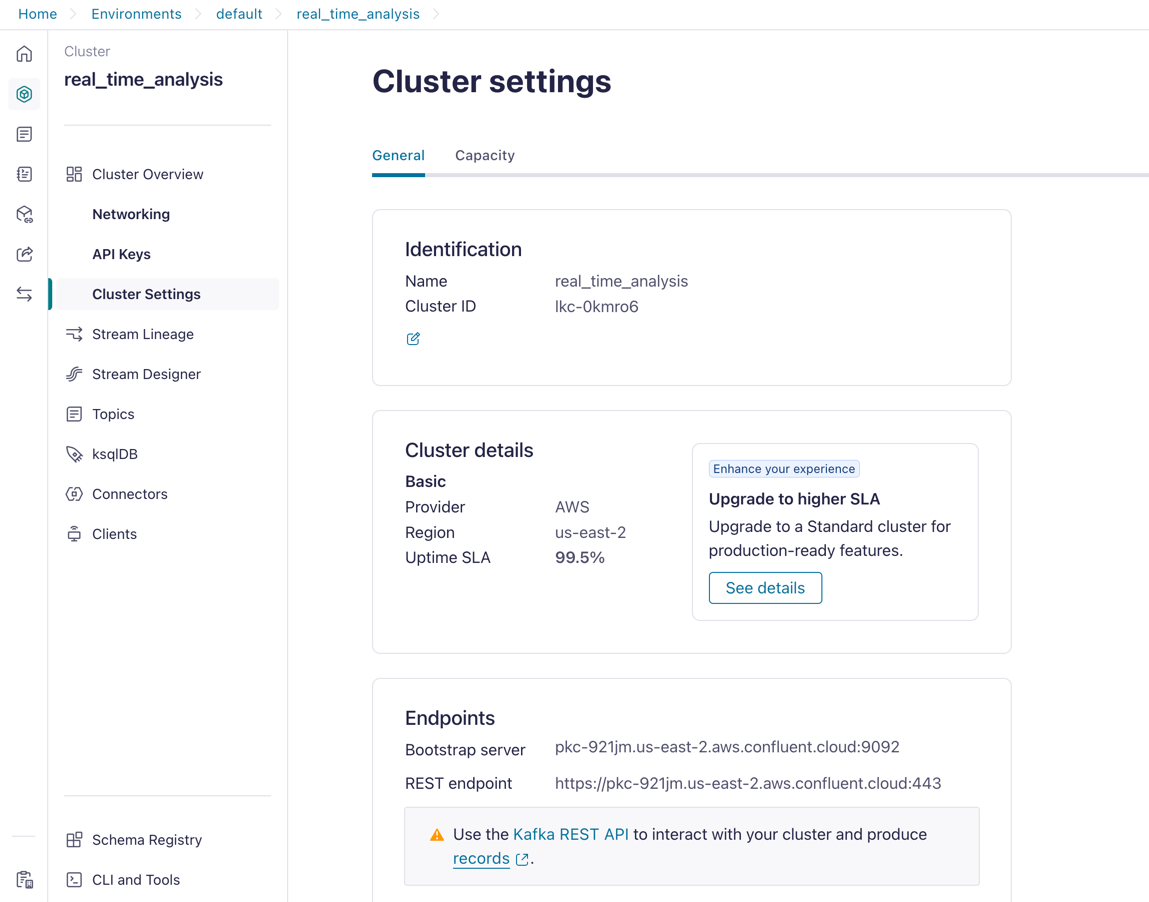 Home > Environments > default > real_time_analysis >
Cluster
real_time_analysis
Cluster Overview
Networking
API Keys
Cluster Settings
Stream Lineage
Stream Designer
Topics
ksqlDB
Connectors
Clients
Schema Registry
CLI and Tools
Cluster settings
General Capacity
Identification
Name real_time_analysis
Cluster ID lkc-0kmro6
Cluster details
Basic
Provider AWS
Region us-east-2
Uptime SLA 99.5%
Enhance your experience
Upgrade to higher SLA
Upgrade to a Standard cluster for
production-ready features.
See details
Endpoints
Bootstrap server pkc-921jm.us-east-2.aws.confluent.cloud:9092
REST endpoint https://pkc-921jm.us-east-2.aws.confluent.cloud:443
Use the Kafka REST API to interact with your cluster and produce
records.